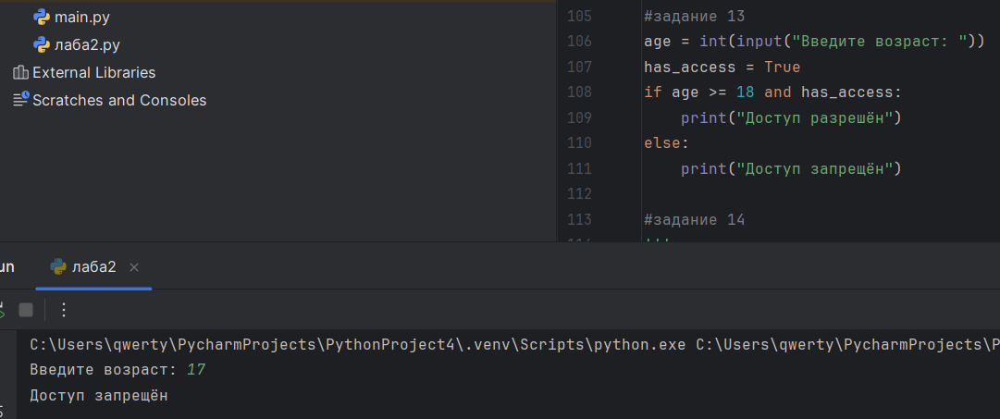 main.py
лаба2.py
External Libraries
Scratches and Consoles
105 #задание 13
106 age = int(input("Введите возраст: "))
107 has_access = True
108 if age >= 18 and has_access:
109     print("Доступ разрешён")
110 else:
111     print("Доступ запрещён")
112
113 #задание 14
114 '''
un лаба2
C:\Users\qwerty\PycharmProjects\PythonProject4\.venv\Scripts\python.exe C:\Users\qwerty\PycharmProjects\P
Введите возраст: 17
Доступ запрещён